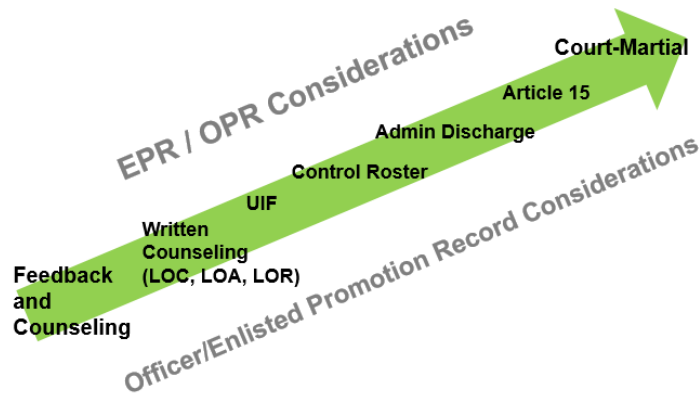 Court-Martial
EPR / OPR Considerations
Article 15
Admin Discharge
Control Roster
UIF
Written
Counseling
(LOC, LOA, LOR)
Feedback
and
Counseling
Officer/Enlisted Promotion Record Considerations